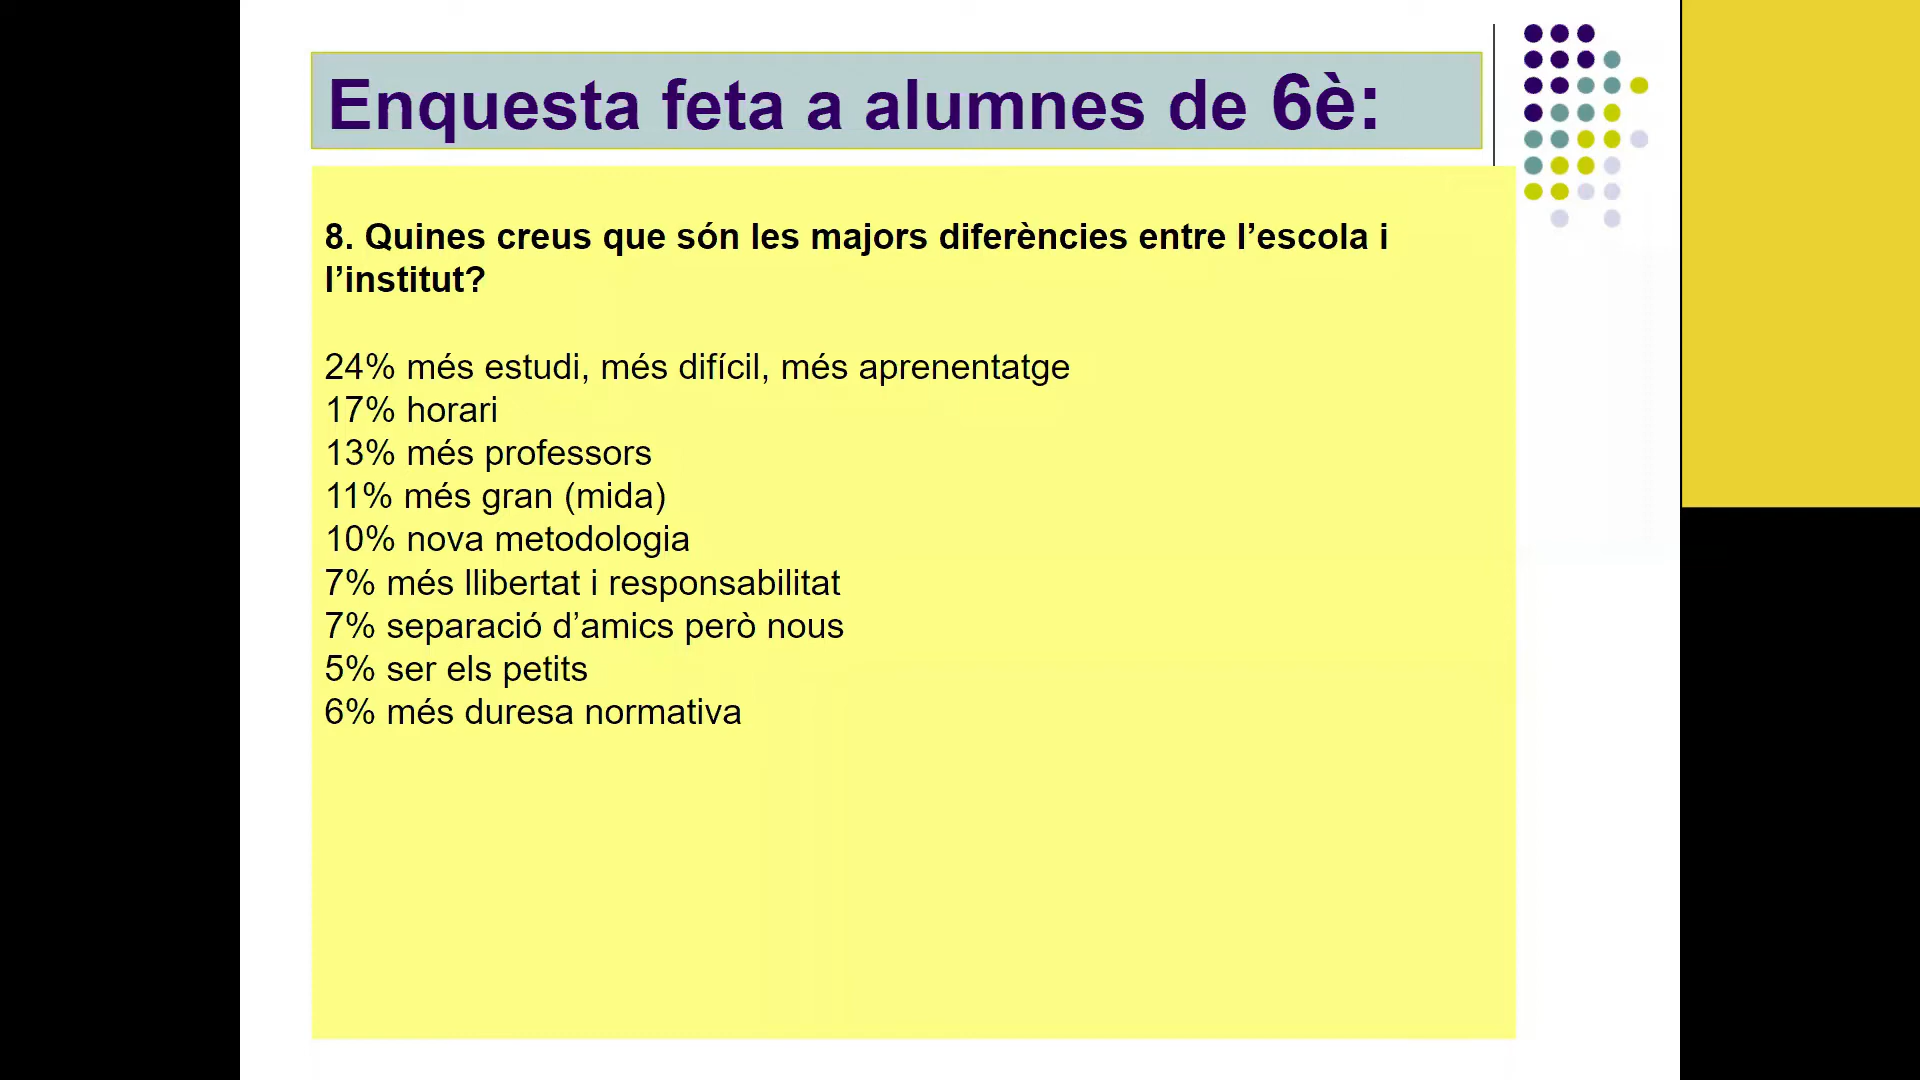 Enquesta feta a alumnes de 6è:
8. Quines creus que són les majors diferències entre l’escola i
l’institut?
24% més estudi, més difícil, més aprenentatge
17% horari
13% més professors
11% més gran (mida)
10% nova metodologia
7% més llibertat i responsabilitat
7% separació d’amics però nous
5% ser els petits
6% més duresa normativa